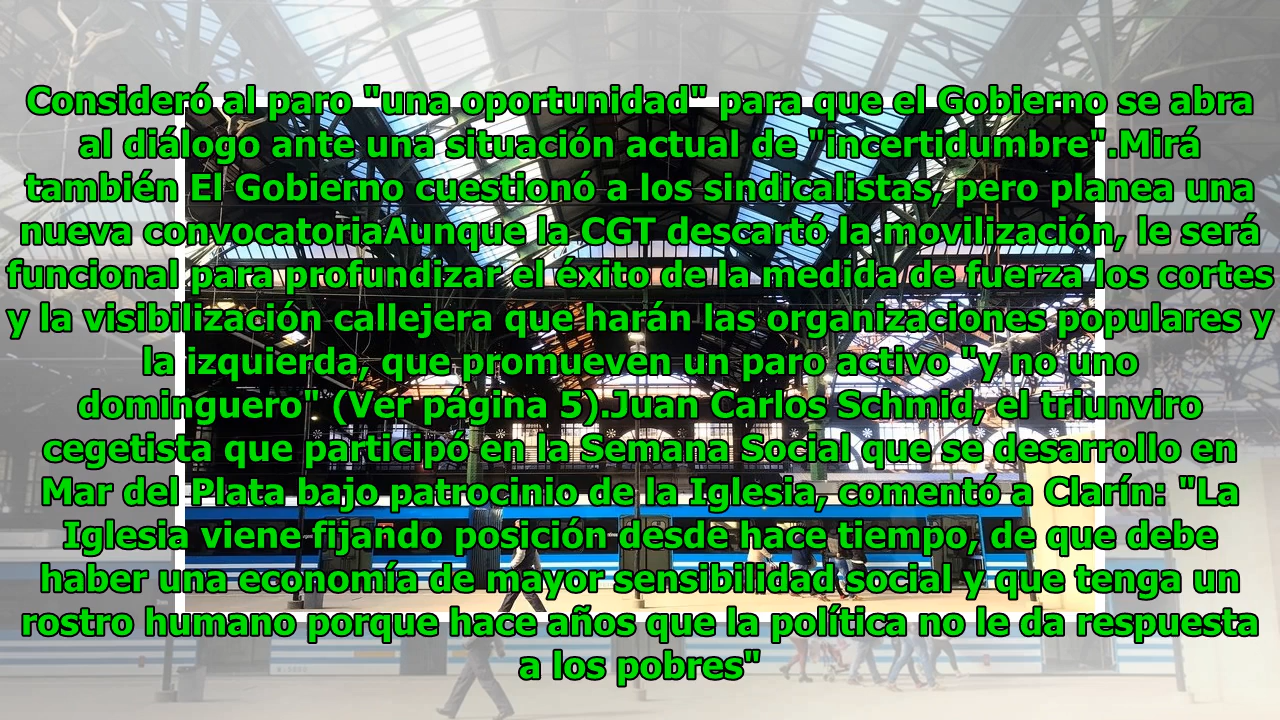 Consideró al paro "una oportunidad" para que el Gobierno se abra
al diálogo ante una situación actual de "incertidumbre".Mirá
también El Gobierno cuestionó a los sindicalistas, pero planea una
nueva convocatoriaAunque la CGT descartó la movilización, le será
funcional para profundizar el éxito de la medida de fuerza los cortes
y la visibilización callejera que harán las organizaciones populares y
la izquierda, que promueven un paro activo "y no uno
dominguero" (Ver página 5).Juan Carlos Schmid, el triunviro
cegetista que participó en la Semana Social que se desarrollo en
Mar del Plata bajo patrocinio de la Iglesia, comentó a Clarín: "La
Iglesia viene fijando posición desde hace tiempo, de que debe
haber una economía de mayor sensibilidad social y que tenga un
rostro humano porque hace años que la política no le da respuesta
a los pobres"